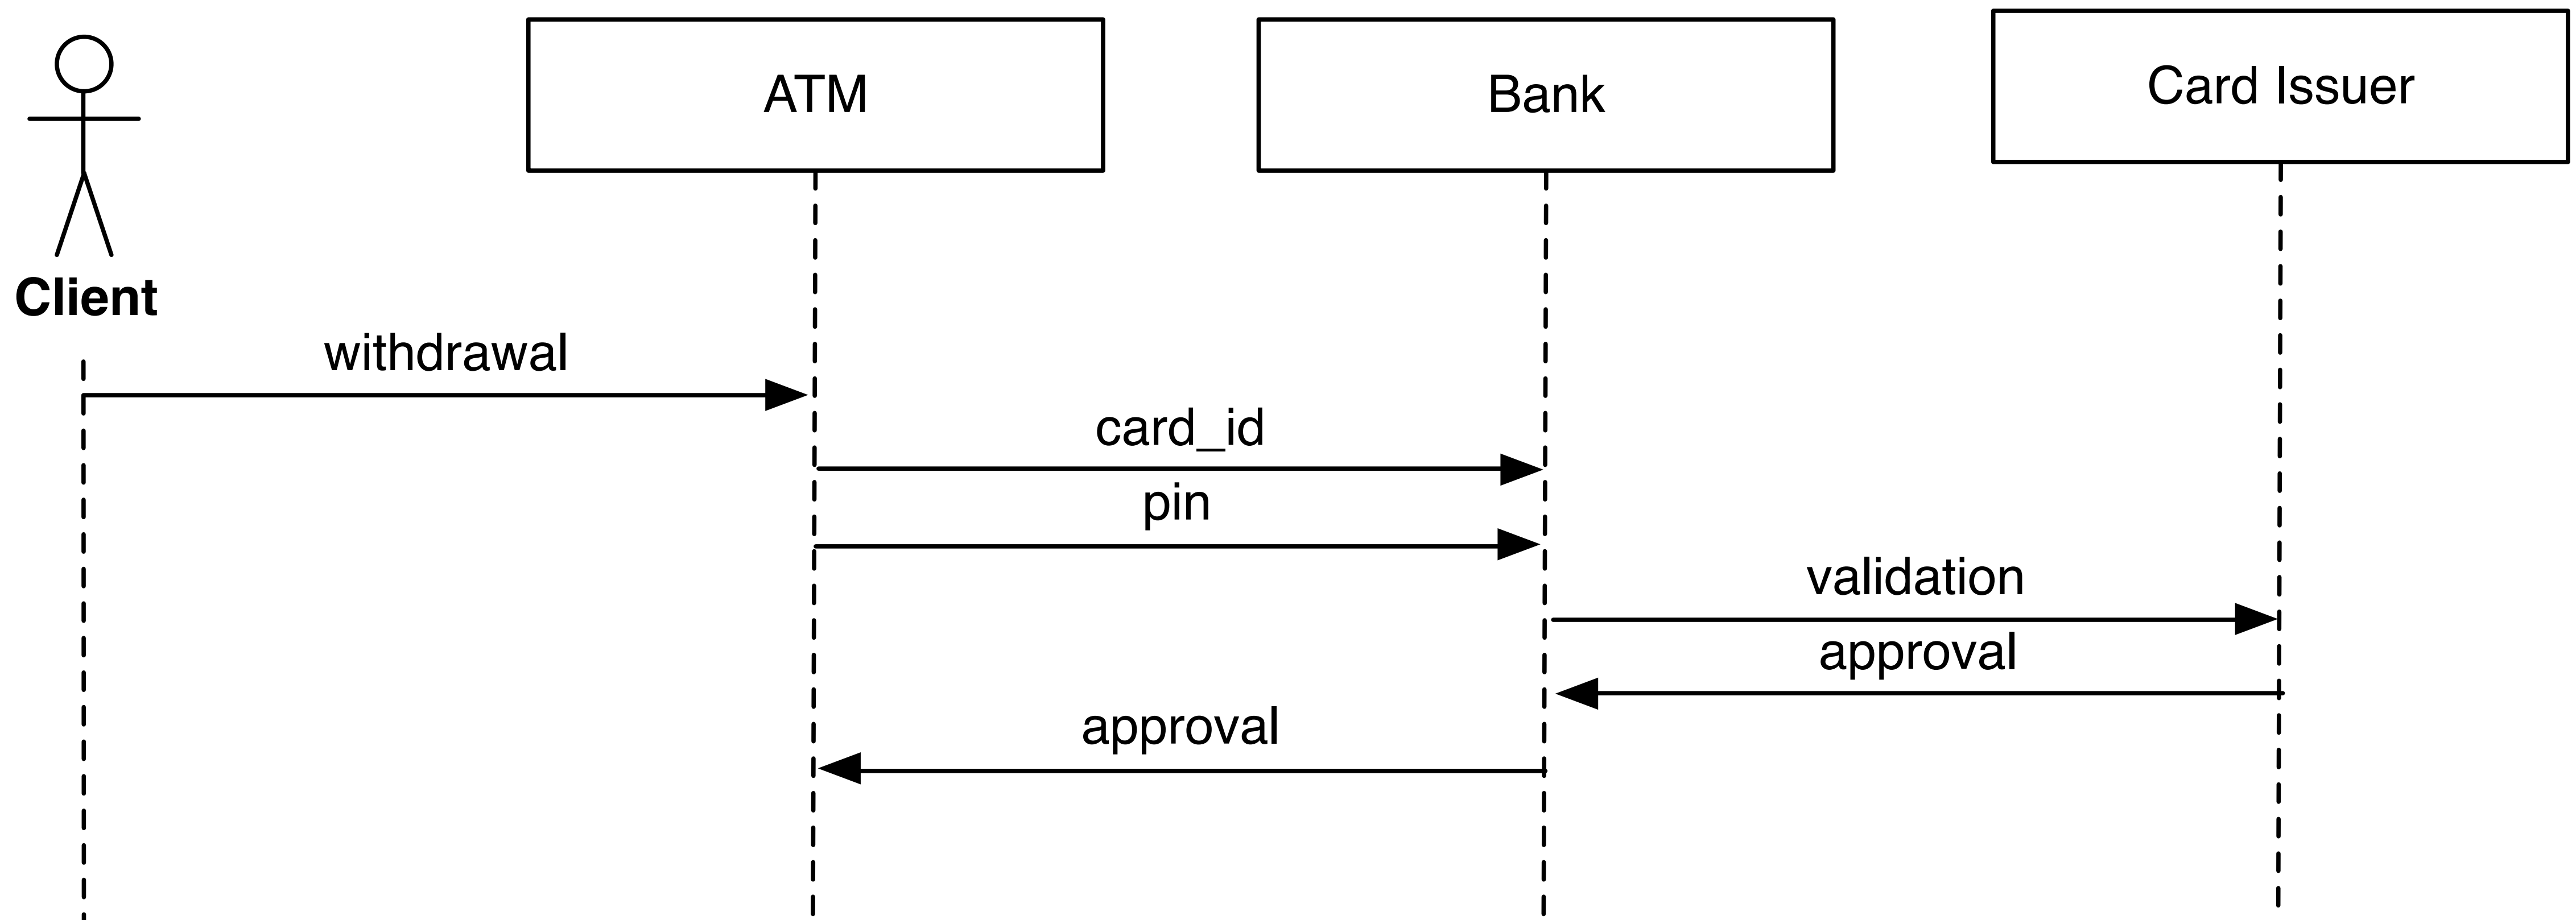 ATM
Bank
Card Issuer
Client
withdrawal
card_id
pin
validation
approval
approval